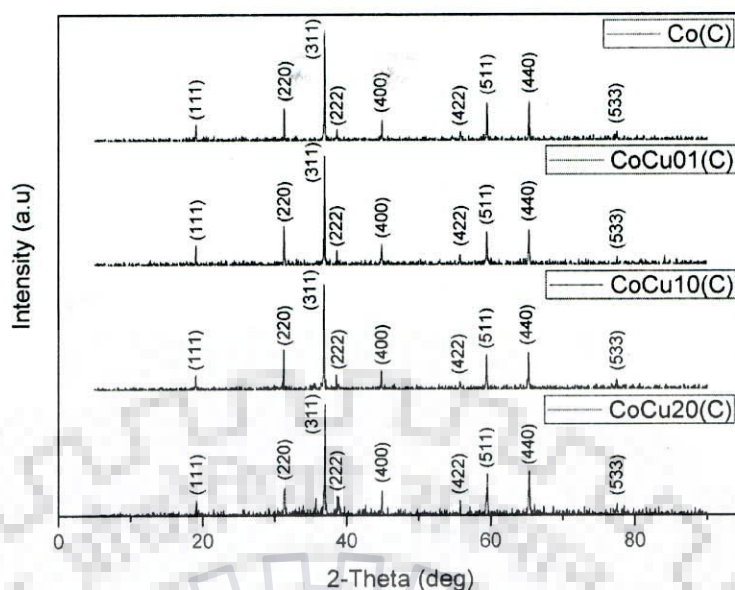 Co(C)
(111) (220) (311) (222) (400) (422) (511) (440) (533)
CoCu01(C)
(111) (220) (311) (222) (400) (422) (511) (440) (533)
CoCu10(C)
(111) (220) (311) (222) (400) (422) (511) (440) (533)
CoCu20(C)
(111) (220) (311) (222) (400) (422) (511) (440) (533)
Intensity (a.u)
0 20 40 60 80
2-Theta (deg)